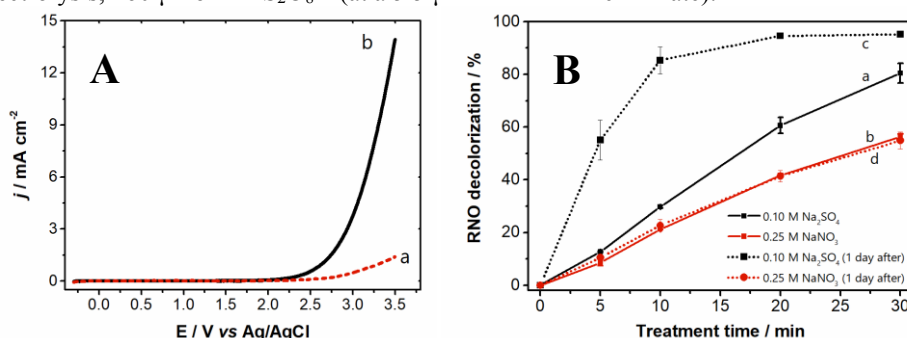 S₂O₈
A
j / mA cm⁻²
15
12
9
6
3
0
b
a
0.0 0.5 1.0 1.5 2.0 2.5 3.0 3.5
E / V vs Ag/AgCl
B
RNO decolorization / %
100
80
60
40
20
0
c
a
b
d
0.10 M Na₂SO₄
0.25 M NaNO₃
0.10 M Na₂SO₄ (1 day after)
0.25 M NaNO₃ (1 day after)
0 5 10 20 30
Treatment time / min